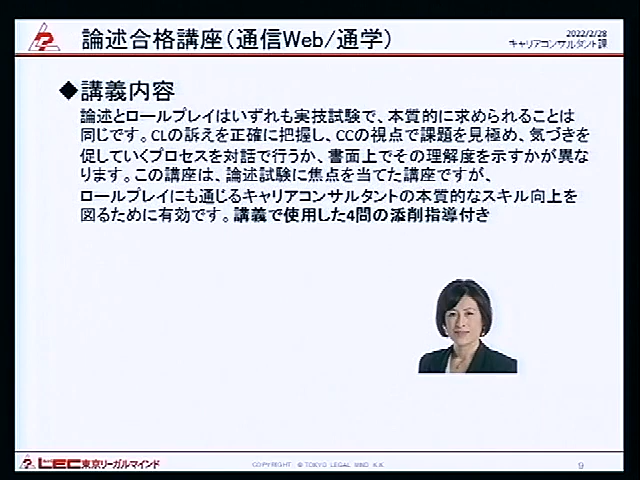 論述合格講座(通信Web/通学)
2022/2/28
キャリアコンサルタント課
◆講義内容
論述とロールプレイはいずれも実技試験で、本質的に求められることは
同じです。CLの訴えを正確に把握し、CCの視点で課題を見極め、気づきを
促していくプロセスを対話で行うか、書面上でその理解度を示すかが異な
ります。この講座は、論述試験に焦点を当てた講座ですが、
ロールプレイにも通じるキャリアコンサルタントの本質的なスキル向上を
図るために有効です。講義で使用した4問の添削指導付き
LEC東京リーガルマインド
COPYRIGHT © TOKYO LEGAL MIND K.K
9